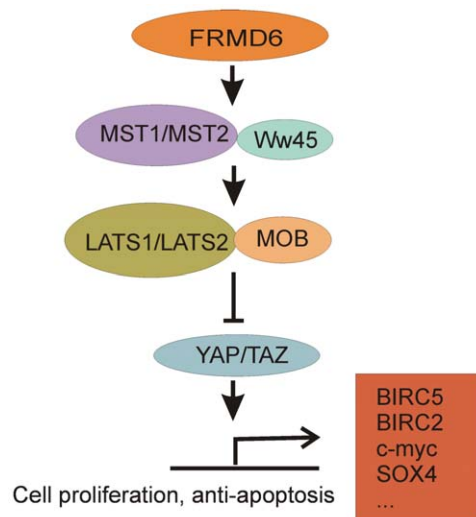 FRMD6
MST1/MST2
Ww45
LATS1/LATS2
MOB
YAP/TAZ
BIRC5
BIRC2
c-myc
SOX4
...
Cell proliferation, anti-apoptosis